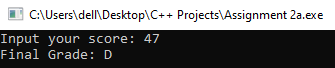 C:\Users\dell\Desktop\C++ Projects\Assignment 2a.exe
Input your score: 47
Final Grade: D